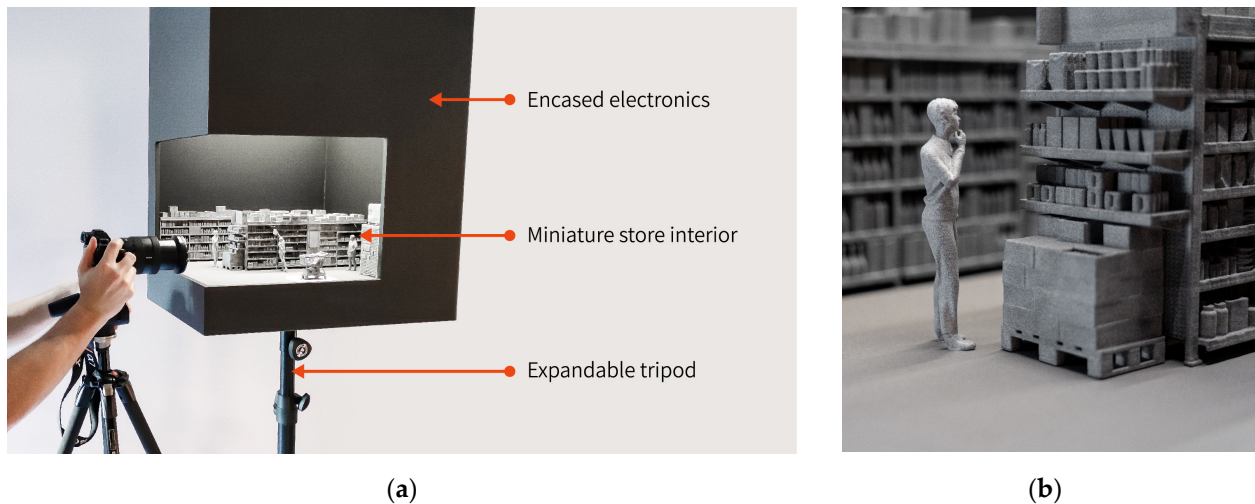 Encased electronics
Miniature store interior
Expandable tripod
(a)
(b)